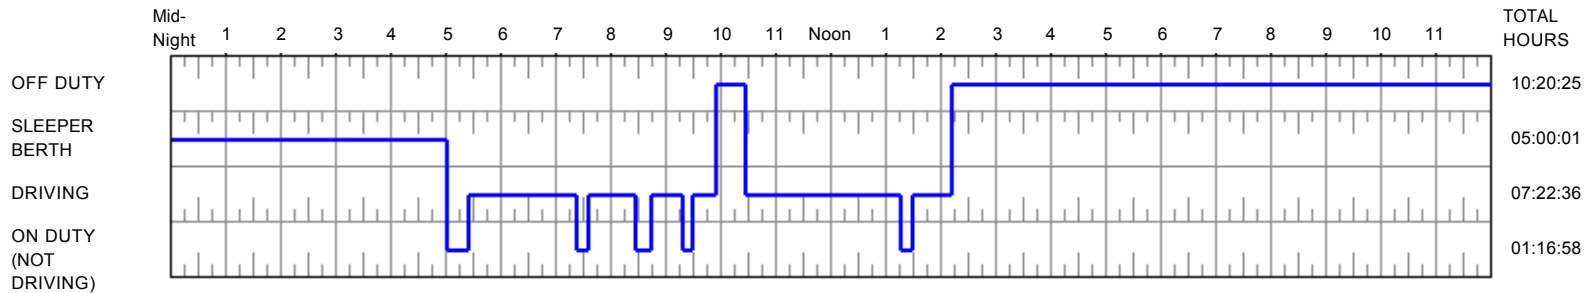 Mid-
Night 1 2 3 4 5 6 7 8 9 10 11 Noon 1 2 3 4 5 6 7 8 9 10 11
TOTAL
HOURS
OFF DUTY 10:20:25
SLEEPER
BERTH 05:00:01
DRIVING 07:22:36
ON DUTY
(NOT
DRIVING) 01:16:58